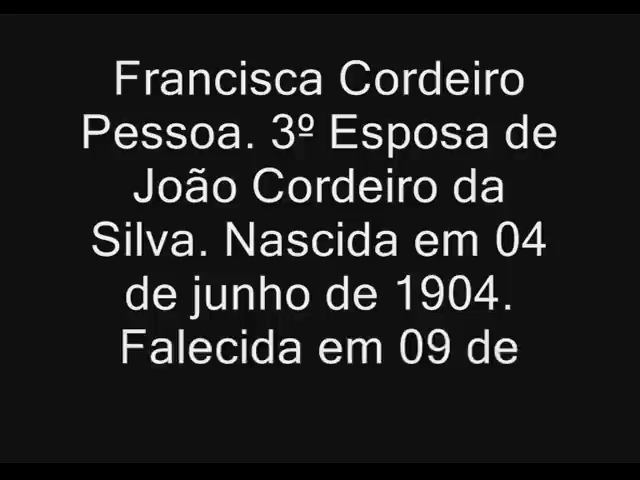 Francisca Cordeiro
Pessoa. 3º Esposa de
João Cordeiro da
Silva. Nascida em 04
de junho de 1904.
Falecida em 09 de